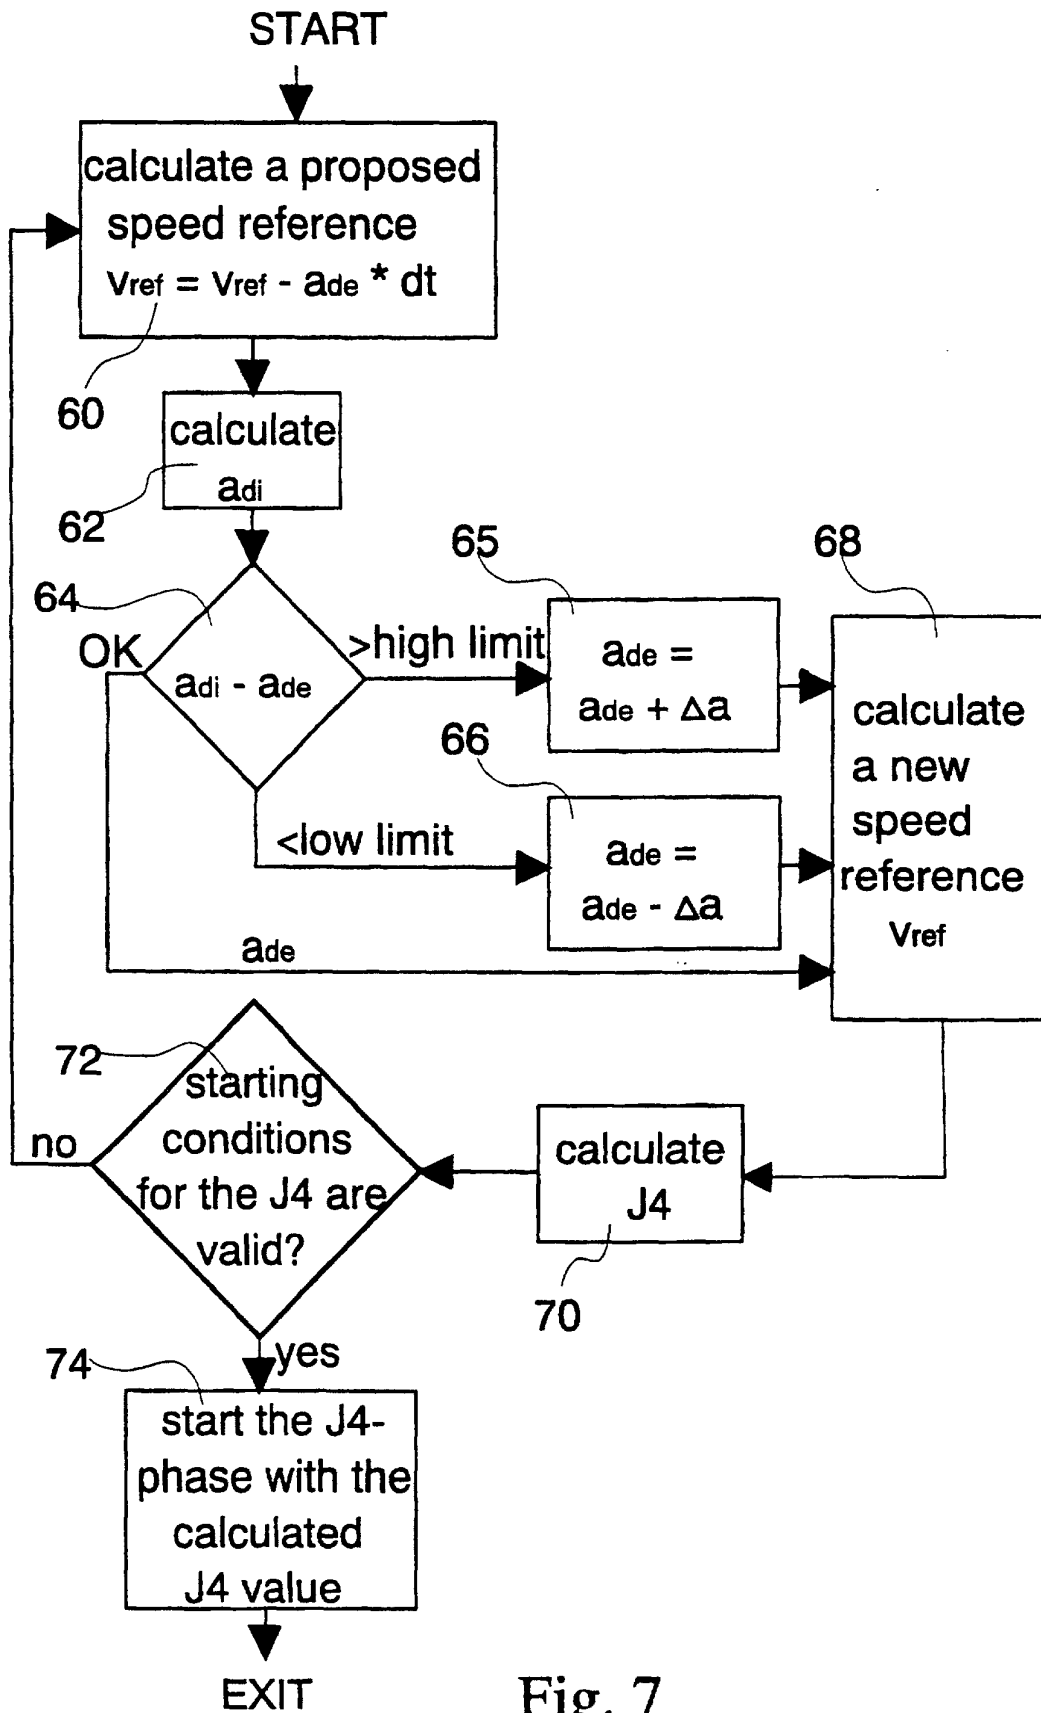 START
calculate a proposed
speed reference
Vref = Vref - ade * dt
60
calculate
adi
62
64
OK
adi - ade
>high limit
65
ade =
ade + Δa
68
66
<low limit
ade =
ade - Δa
calculate
a new
speed
reference
Vref
ade
72
starting
conditions
for the J4 are
valid?
no
calculate
J4
70
yes
74
start the J4-
phase with the
calculated
J4 value
EXIT
Fig. 7